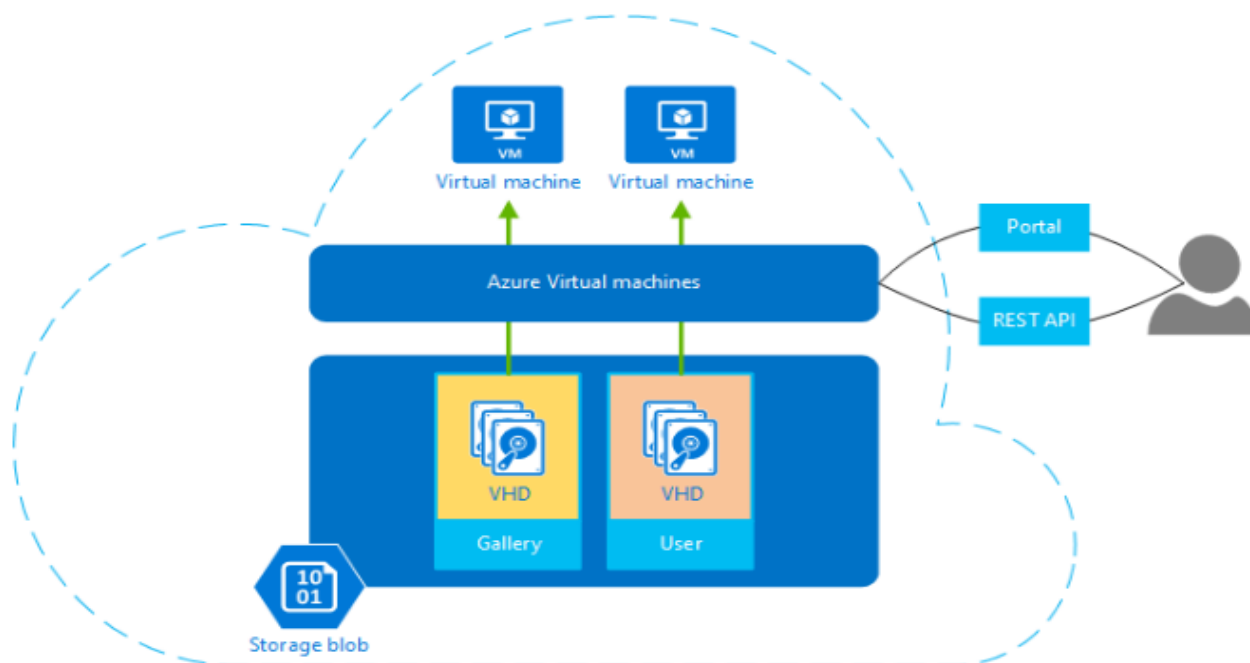 VM
VM
Virtual machine
Virtual machine
Portal
Azure Virtual machines
REST API
VHD
VHD
Gallery
User
10
01
Storage blob